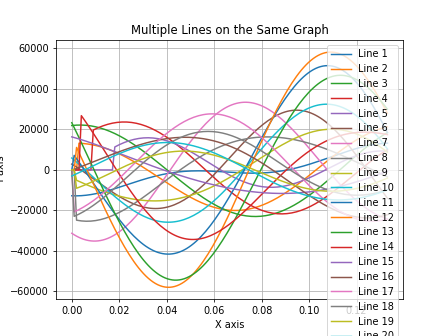 Multiple Lines on the Same Graph
60000
40000
20000
0
−20000
−40000
−60000
0.00
0.02
0.04
0.06
0.08
0.10
X axis
Line 1
Line 2
Line 3
Line 4
Line 5
Line 6
Line 7
Line 8
Line 9
Line 10
Line 11
Line 12
Line 13
Line 14
Line 15
Line 16
Line 17
Line 18
Line 19
Line 20